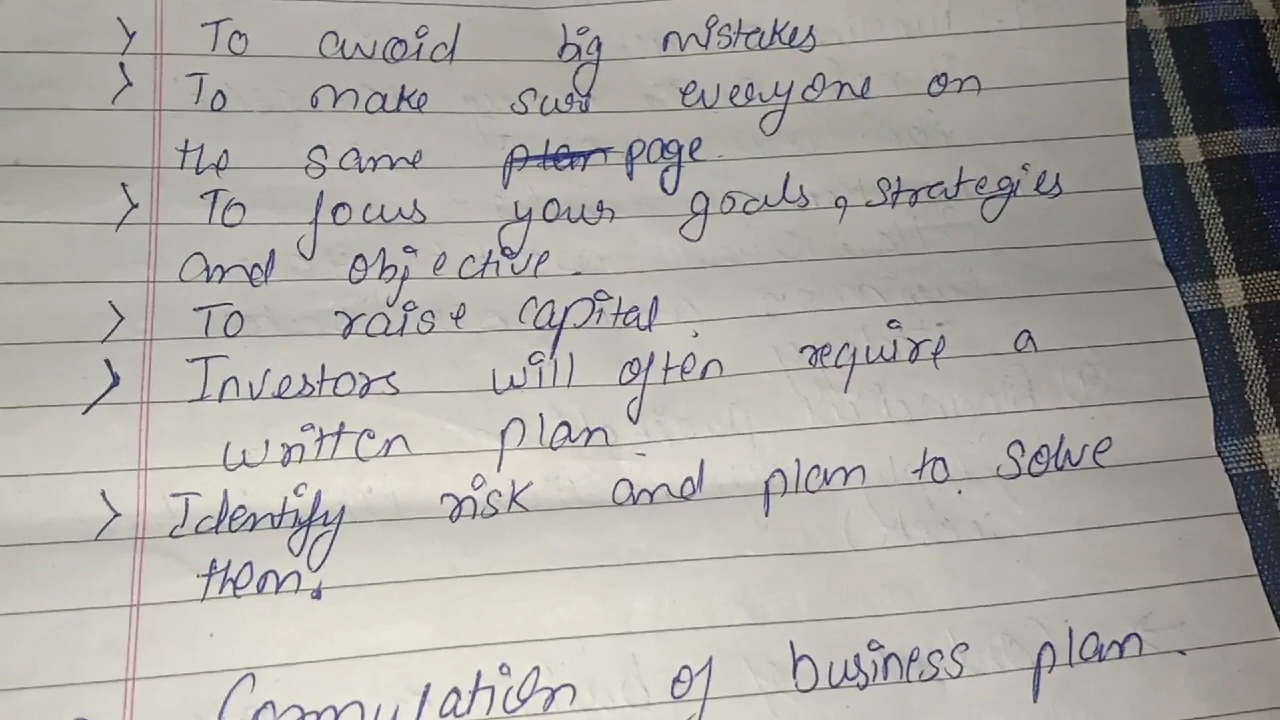 > To avoid big mistakes
> To make sure everyone on
the same plan page.
> To focus your goals, strategies
and objective.
> To raise capital.
> Investors will often require a
written plan.
> Identify risk and plan to solve
them.
of business plan.